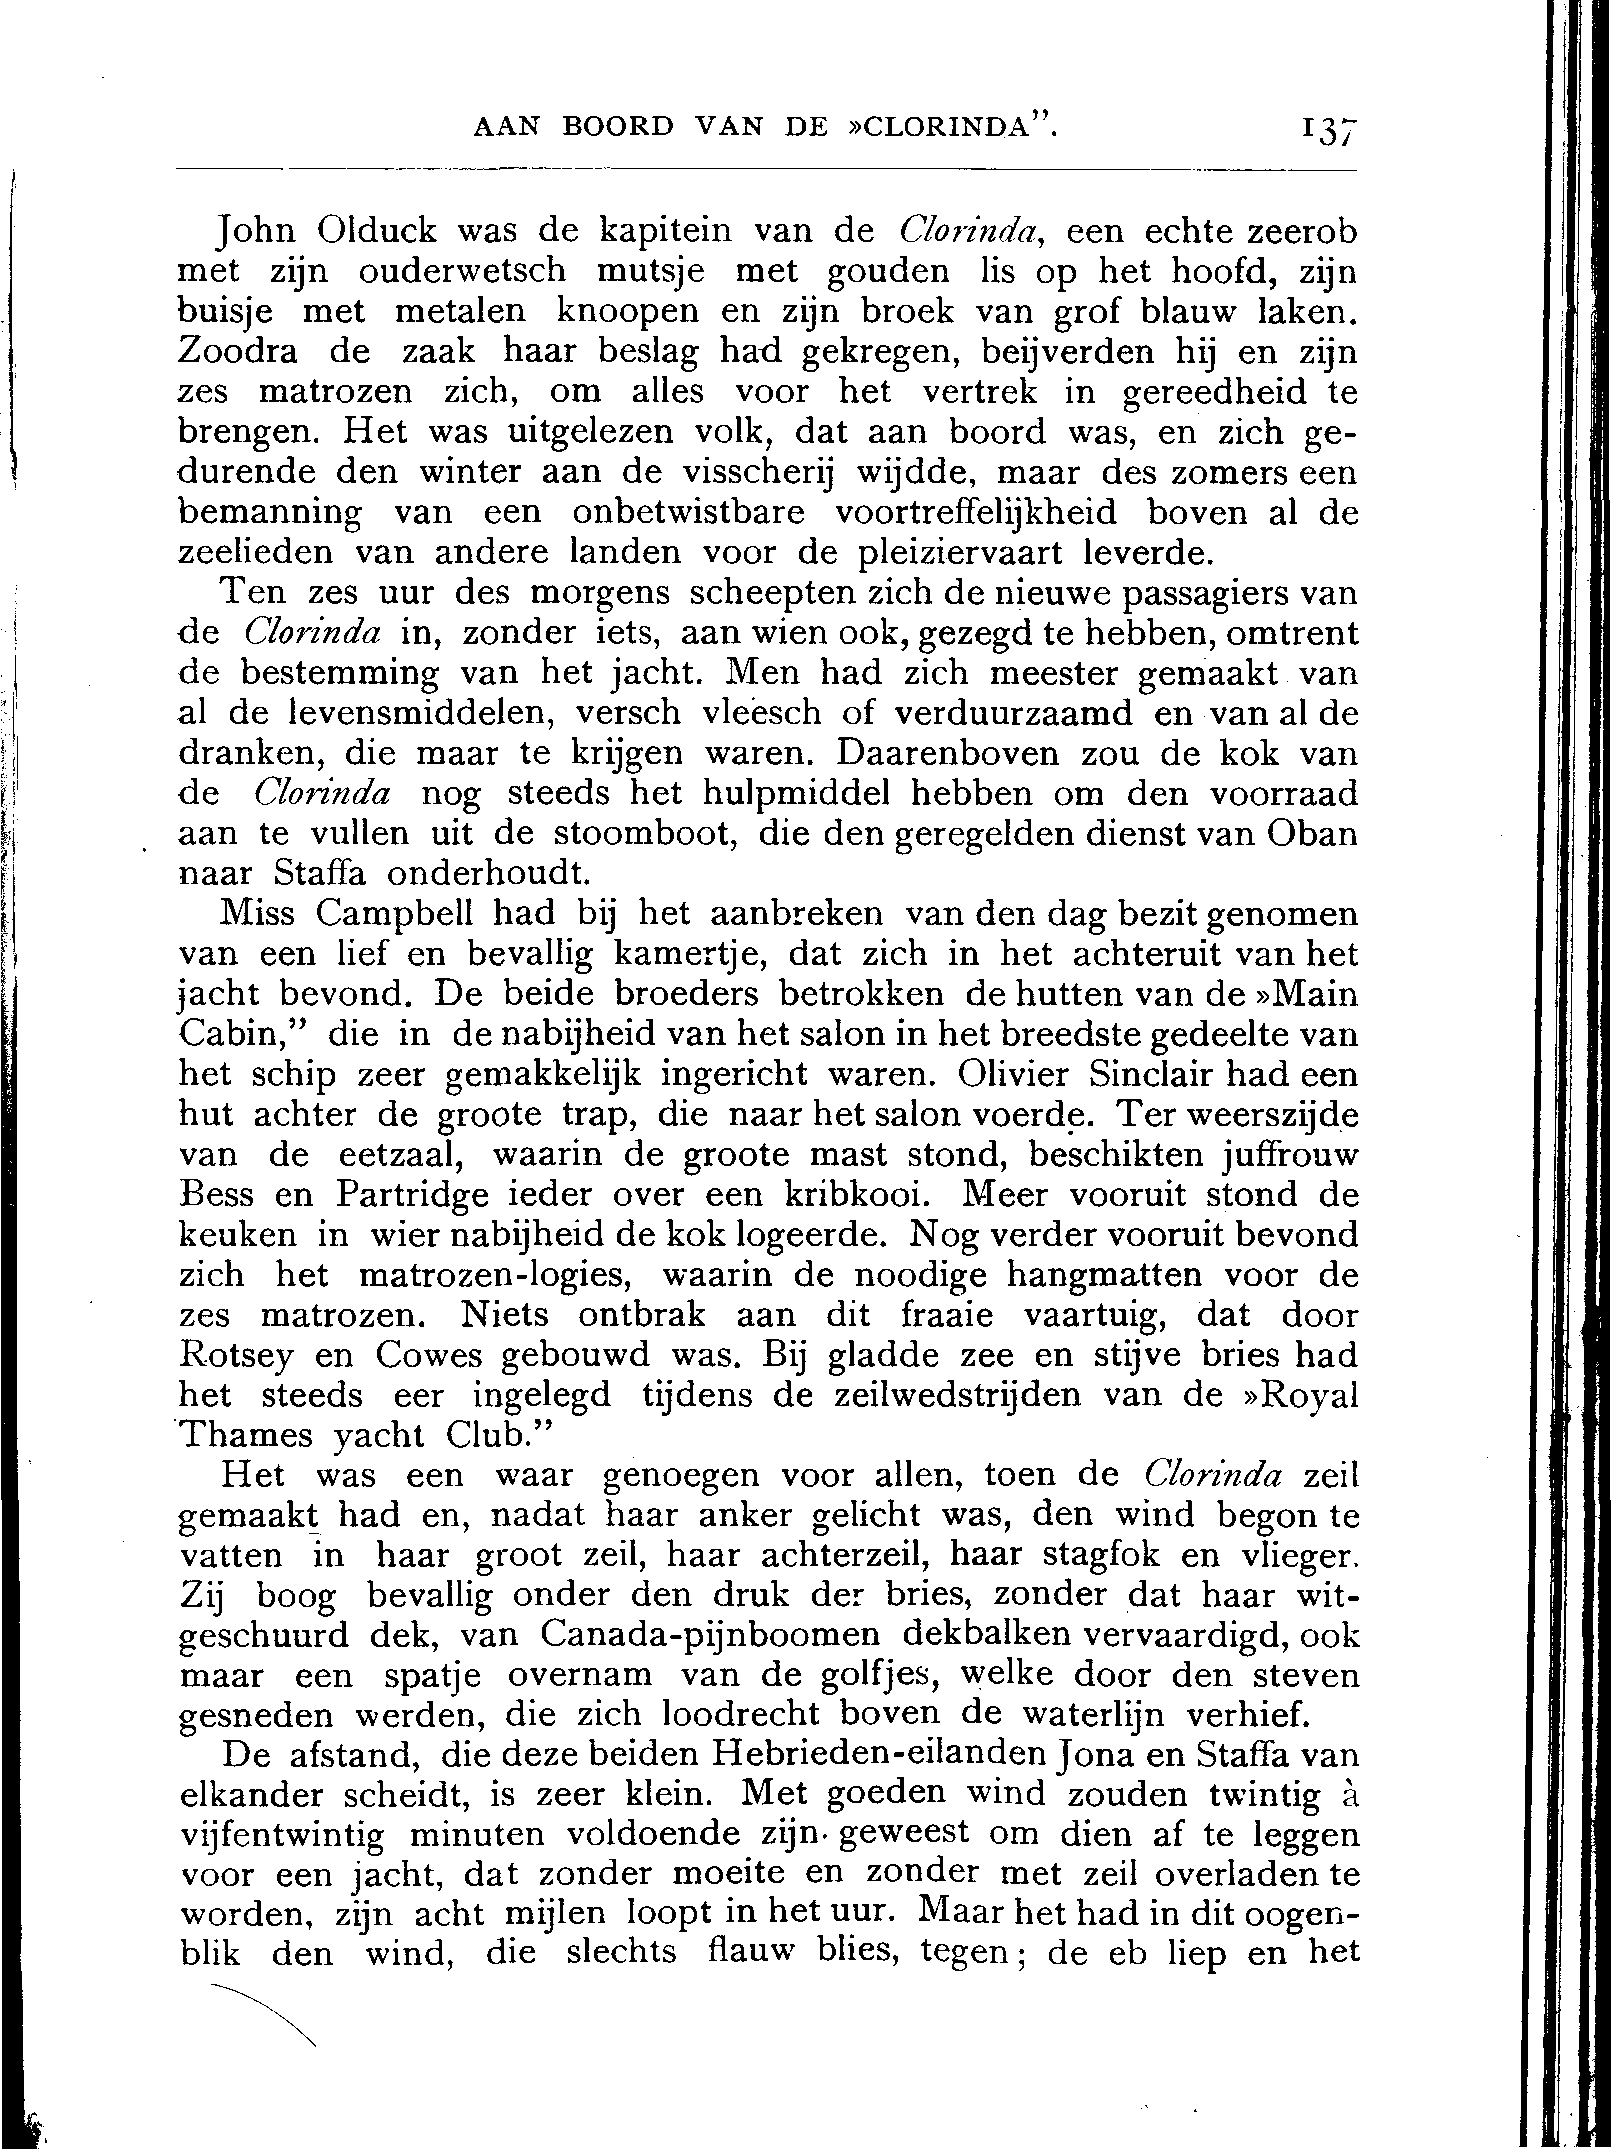 AAN BOORD VAN DE »CLORINDA”. 137
John Olduck was de kapitein van de Clorinda, een echte zeerob
met zijn ouderwetsch mutsje met gouden lis op het hoofd, zijn
buisje met metalen knoopen en zijn broek van grof blauw laken.
Zoodra de zaak haar beslag had gekregen, beijverden hij en zijn
zes matrozen zich, om alles voor het vertrek in gereedheid te
brengen. Het was uitgelezen volk, dat aan boord was, en zich ge-
durende den winter aan de visscherij wijdde, maar des zomers een
bemanning van een onbetwistbare voortreffelijkheid boven al de
zeelieden van andere landen voor de pleiziervaart leverde.
Ten zes uur des morgens scheepten zich de nieuwe passagiers van
de Clorinda in, zonder iets, aan wien ook, gezegd te hebben, omtrent
de bestemming van het jacht. Men had zich meester gemaakt van
al de levensmiddelen, versch vleesch of verduurzaamd en van al de
dranken, die maar te krijgen waren. Daarenboven zou de kok van
de Clorinda nog steeds het hulpmiddel hebben om den voorraad
aan te vullen uit de stoomboot, die den geregelden dienst van Oban
naar Staffa onderhoudt.
Miss Campbell had bij het aanbreken van den dag bezit genomen
van een lief en bevallig kamertje, dat zich in het achteruit van het
jacht bevond. De beide broeders betrokken de hutten van de »Main
Cabin,” die in de nabijheid van het salon in het breedste gedeelte van
het schip zeer gemakkelijk ingericht waren. Olivier Sinclair had een
hut achter de groote trap, die naar het salon voerde. Ter weerszijde
van de eetzaal, waarin de groote mast stond, beschikten juffrouw
Bess en Partridge ieder over een kribkooi. Meer vooruit stond de
keuken in wier nabijheid de kok logeerde. Nog verder vooruit bevond
zich het matrozen-logies, waarin de noodige hangmatten voor de
zes matrozen. Niets ontbrak aan dit fraaie vaartuig, dat door
Rotsey en Cowes gebouwd was. Bij gladde zee en stijve bries had
het steeds eer ingelegd tijdens de zeilwedstrijden van de »Royal
Thames yacht Club.”
Het was een waar genoegen voor allen, toen de Clorinda zeil
gemaakt had en, nadat haar anker gelicht was, den wind begon te
vatten in haar groot zeil, haar achterzeil, haar stagfok en vlieger.
Zij boog bevallig onder den druk der bries, zonder dat haar wit-
geschuurd dek, van Canada-pijnboomen dekbalken vervaardigd, ook
maar een spatje overnam van de golfjes, welke door den steven
gesneden werden, die zich loodrecht boven de waterlijn verhief.
De afstand, die deze beiden Hebrieden-eilanden Jona en Staffa van
elkander scheidt, is zeer klein. Met goeden wind zouden twintig à
vijfentwintig minuten voldoende zijn geweest om dien af te leggen
voor een jacht, dat zonder moeite en zonder met zeil overladen te
worden, zijn acht mijlen loopt in het uur. Maar het had in dit oogen-
blik den wind, die slechts flauw blies, tegen; de eb liep en het